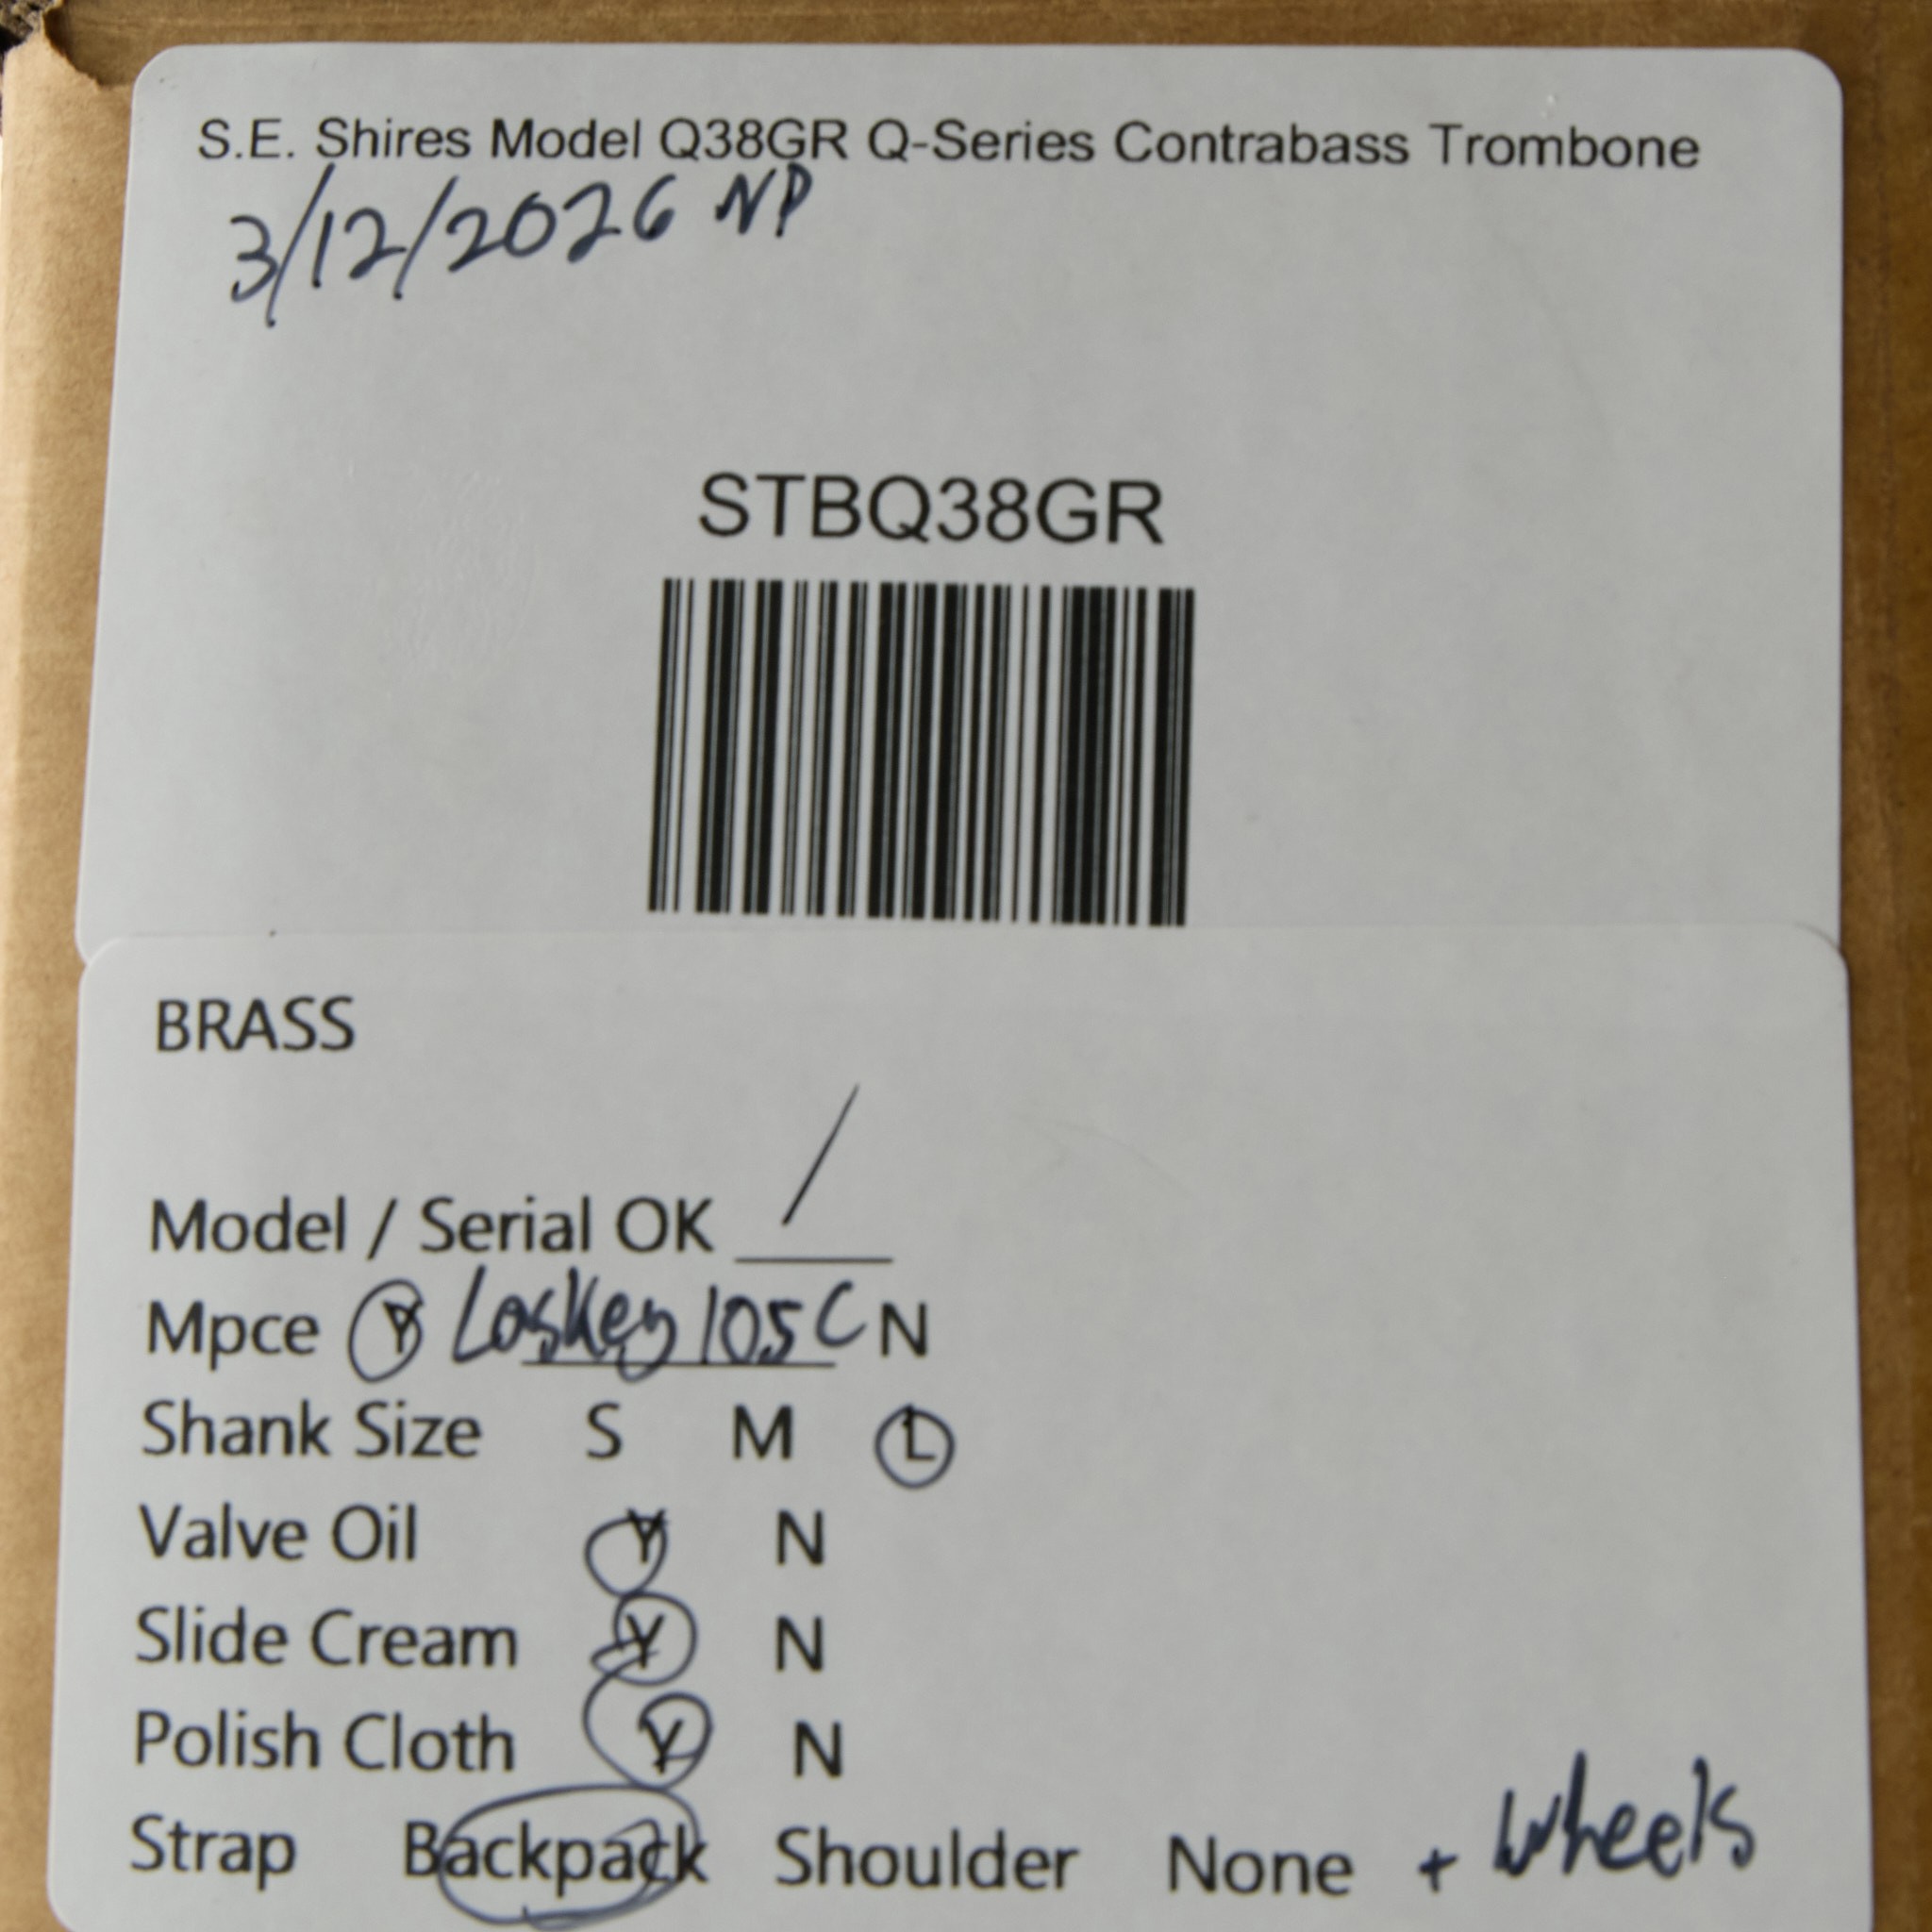 S.E. Shires Model Q38GR Q-Series Contrabass Trombone
3/12/2026 NP
STBQ38GR
BRASS
Model / Serial OK /
Mpce Y Laskey 105C N
Shank Size S M L
Valve Oil Y N
Slide Cream Y N
Polish Cloth Y N
Strap Backpack Shoulder None + wheels